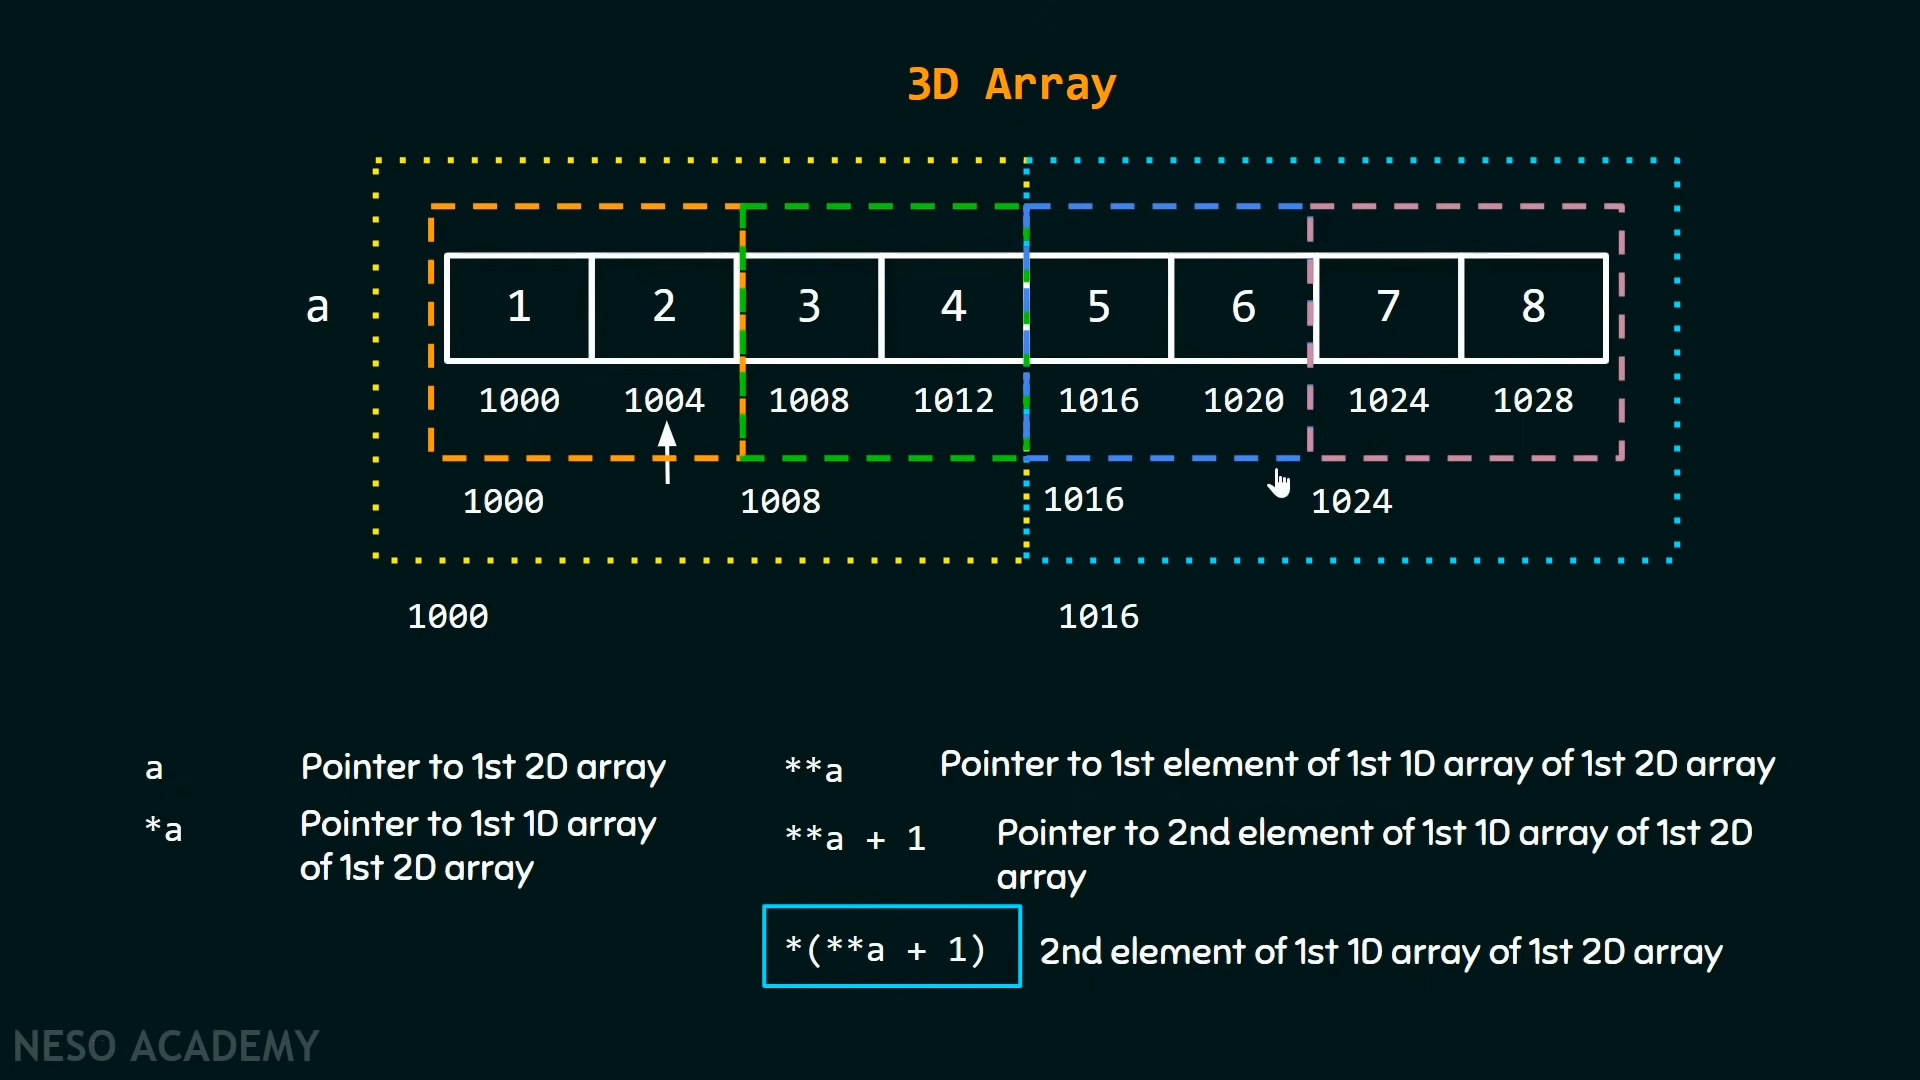 3D Array
a 1 2 3 4 5 6 7 8
1000 1004 1008 1012 1016 1020 1024 1028
1000 1008 1016 1024
1000 1016
a Pointer to 1st 2D array
*a Pointer to 1st 1D array
of 1st 2D array
**a Pointer to 1st element of 1st 1D array of 1st 2D array
**a + 1 Pointer to 2nd element of 1st 1D array of 1st 2D
array
*(**a + 1) 2nd element of 1st 1D array of 1st 2D array
NESO ACADEMY